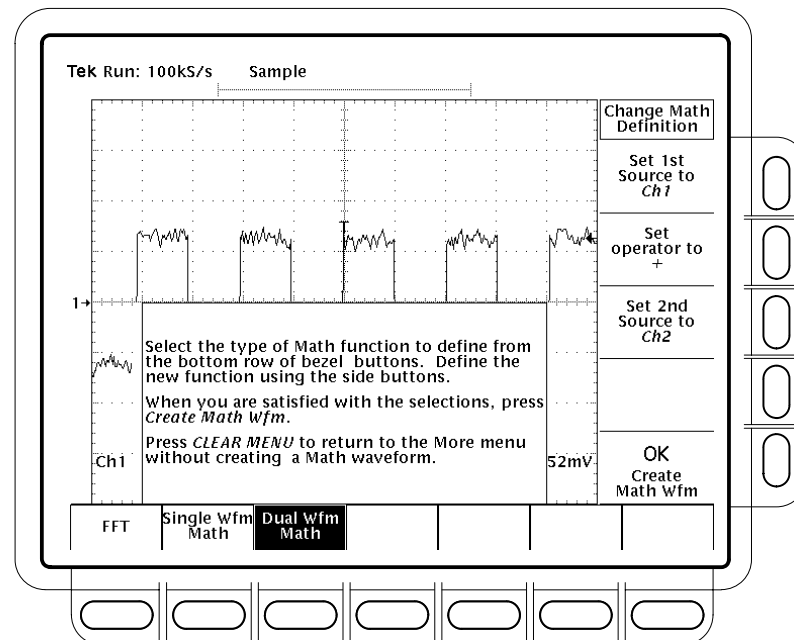 Tek Run: 100kS/s Sample
Change Math
Definition
Set 1st
Source to
Ch1
Set
operator to
+
Set 2nd
Source to
Ch2
OK
Create
Math Wfm
1
Select the type of Math function to define from
the bottom row of bezel buttons. Define the
new function using the side buttons.
When you are satisfied with the selections, press
Create Math Wfm.
Press CLEAR MENU to return to the More menu
without creating a Math waveform.
Ch1
52mV
FFT
Single Wfm
Math
Dual Wfm
Math